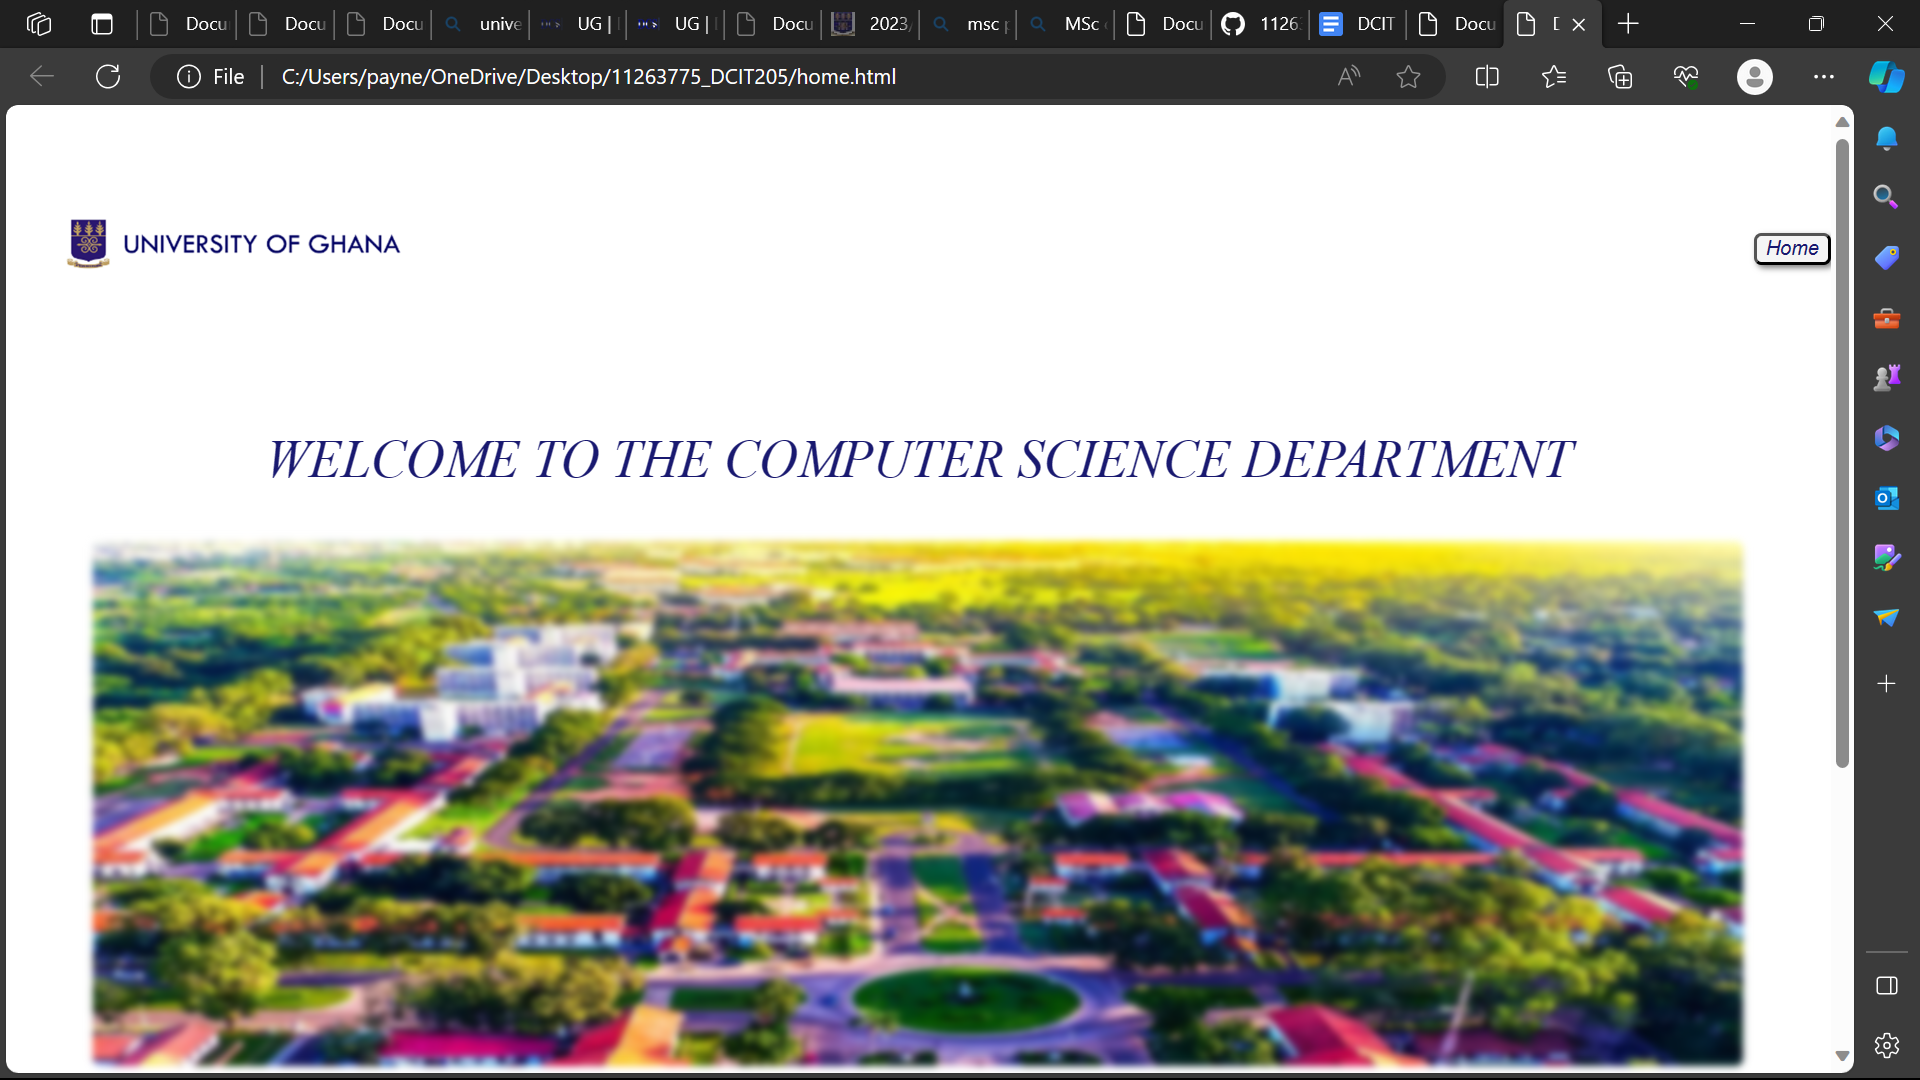 Docu Docu Docu unive UG | UG | Docu 2023 msc MSc Docu 1126 DCIT Docu
File C:/Users/payne/OneDrive/Desktop/11263775_DCIT205/home.html
UNIVERSITY OF GHANA
Home
WELCOME TO THE COMPUTER SCIENCE DEPARTMENT